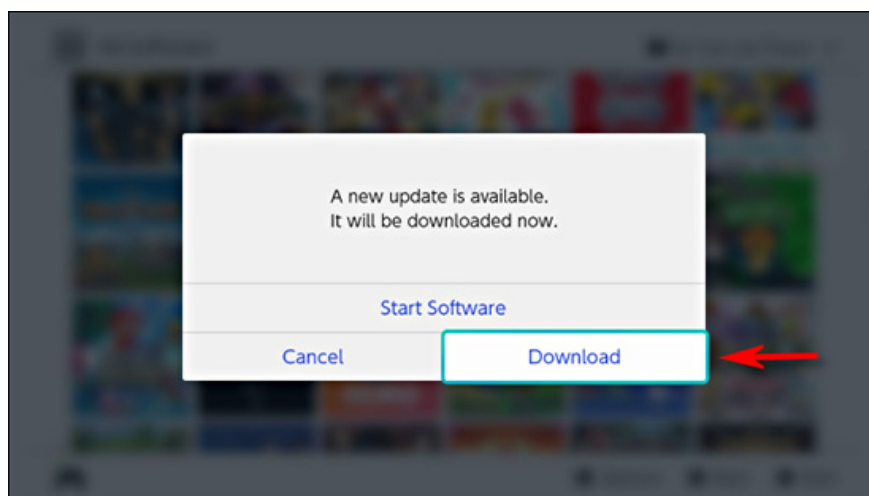 A new update is available.
It will be downloaded now.
Start Software
Cancel
Download